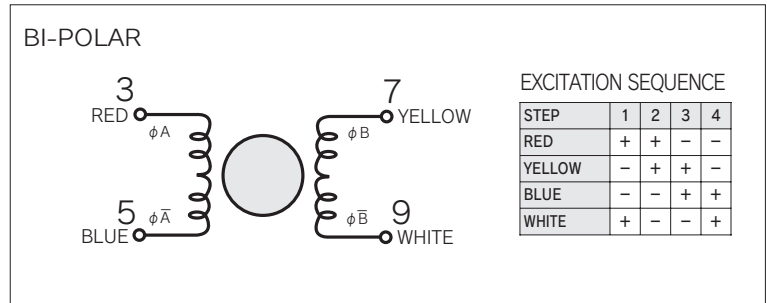 BI-POLAR
3
RED
φA
5
φA̅
BLUE
7
YELLOW
φB
9
φB̅
WHITE
EXCITATION SEQUENCE
STEP 1 2 3 4
RED + + − −
YELLOW − + + −
BLUE − − + +
WHITE + − − +